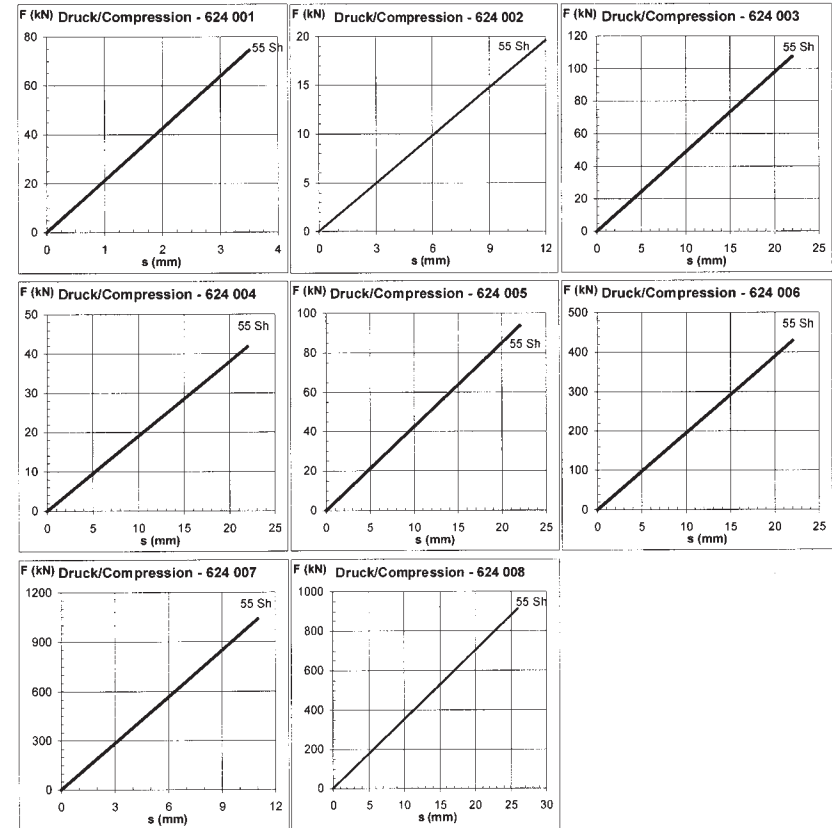 F (kN) Druck/Compression - 624 001
80
60
40
20
0
55 Sh
0 1 2 3 4
s (mm)
F (kN) Druck/Compression - 624 002
20
15
10
5
0
55 Sh
0 3 6 9 12
s (mm)
F (kN) Druck/Compression - 624 003
120
100
80
60
40
20
0
55 Sh
0 5 10 15 20 25
s (mm)
F (kN) Druck/Compression - 624 004
50
40
30
20
10
0
55 Sh
0 5 10 15 20 25
s (mm)
F (kN) Druck/Compression - 624 005
100
80
60
40
20
0
55 Sh
0 5 10 15 20 25
s (mm)
F (kN) Druck/Compression - 624 006
500
400
300
200
100
0
55 Sh
0 5 10 15 20 25
s (mm)
F (kN) Druck/Compression - 624 007
1200
900
600
300
0
55 Sh
0 3 6 9 12
s (mm)
F (kN) Druck/Compression - 624 008
1000
800
600
400
200
0
55 Sh
0 5 10 15 20 25 30
s (mm)